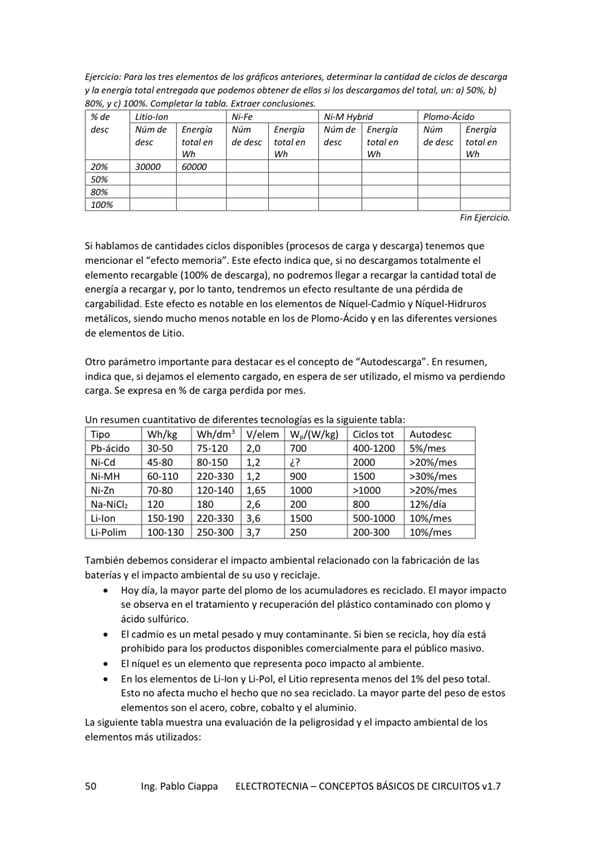 Ejercicio: Para los tres elementos de los gráficos anteriores, determinar la cantidad de ciclos de descarga
y la energía total entregada que podemos obtener de ellos si los descargamos del total, un: a) 50%, b)
80%, y c) 100%. Completar la tabla. Extraer conclusiones.
% de desc Litio-Ion Ni-Fe Ni-M Hybrid Plomo-Ácido
Núm de desc Energía total en Wh Núm de desc Energía total en Wh Núm de desc Energía total en Wh Núm de desc Energía total en Wh
20% 30000 60000
50%
80%
100%
Fin Ejercicio.
Si hablamos de cantidades ciclos disponibles (procesos de carga y descarga) tenemos que
mencionar el “efecto memoria”. Este efecto indica que, si no descargamos totalmente el
elemento recargable (100% de descarga), no podremos llegar a recargar la cantidad total de
energía a recargar y, por lo tanto, tendremos un efecto resultante de una pérdida de
cargabilidad. Este efecto es notable en los elementos de Níquel-Cadmio y Níquel-Hidruros
metálicos, siendo mucho menos notable en los de Plomo-Ácido y en las diferentes versiones
de elementos de Litio.
Otro parámetro importante para destacar es el concepto de “Autodescarga”. En resumen,
indica que, si dejamos el elemento cargado, en espera de ser utilizado, el mismo va perdiendo
carga. Se expresa en % de carga perdida por mes.
Un resumen cuantitativo de diferentes tecnologías es la siguiente tabla:
Tipo Wh/kg Wh/dm³ V/elem Wₚ/(W/kg) Ciclos tot Autodesc
Pb-ácido 30-50 75-120 2,0 700 400-1200 5%/mes
Ni-Cd 45-80 80-150 1,2 ¿? 2000 >20%/mes
Ni-MH 60-110 220-330 1,2 900 1500 >30%/mes
Ni-Zn 70-80 120-140 1,65 1000 >1000 >20%/mes
Na-NiCl₂ 120 180 2,6 200 800 12%/día
Li-Ion 150-190 220-330 3,6 1500 500-1000 10%/mes
Li-Polim 100-130 250-300 3,7 250 200-300 10%/mes
También debemos considerar el impacto ambiental relacionado con la fabricación de las
baterías y el impacto ambiental de su uso y reciclaje.
• Hoy día, la mayor parte del plomo de los acumuladores es reciclado. El mayor impacto
se observa en el tratamiento y recuperación del plástico contaminado con plomo y
ácido sulfúrico.
• El cadmio es un metal pesado y muy contaminante. Si bien se recicla, hoy día está
prohibido para los productos disponibles comercialmente para el público masivo.
• El níquel es un elemento que representa poco impacto al ambiente.
• En los elementos de Li-Ion y Li-Pol, el Litio representa menos del 1% del peso total.
Esto no afecta mucho el hecho que no sea reciclado. La mayor parte del peso de estos
elementos son el acero, cobre, cobalto y el aluminio.
La siguiente tabla muestra una evaluación de la peligrosidad y el impacto ambiental de los
elementos más utilizados:
50 Ing. Pablo Ciappa ELECTROTECNIA – CONCEPTOS BÁSICOS DE CIRCUITOS v1.7